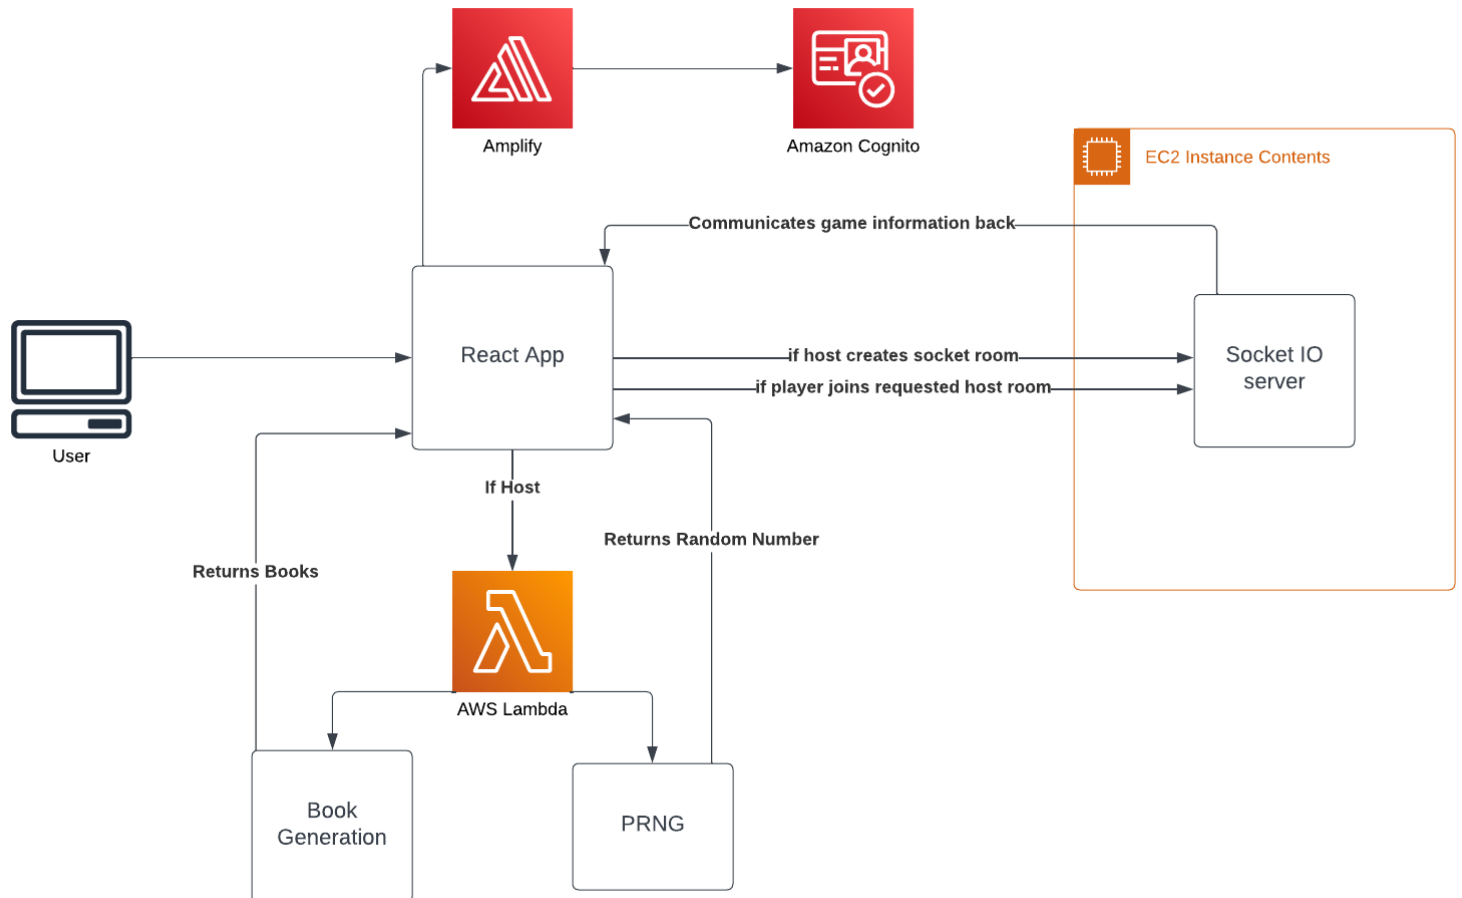 Amplify
Amazon Cognito
EC2 Instance Contents
Communicates game information back
React App
if host creates socket room
if player joins requested host room
Socket IO
server
User
If Host
Returns Random Number
Returns Books
AWS Lambda
Book
Generation
PRNG